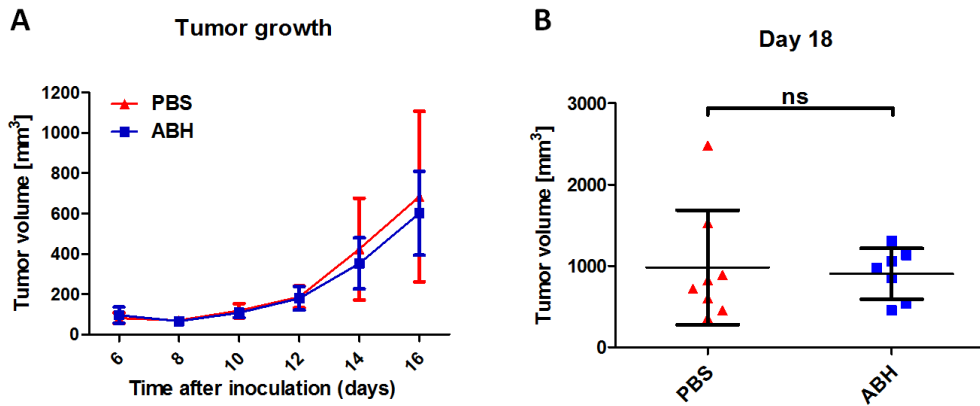 A
Tumor growth
Tumor volume [mm³]
1200
1000
800
600
400
200
0
PBS
ABH
6 8 10 12 14 16
Time after inoculation (days)
B
Day 18
Tumor volume [mm³]
3000
2000
1000
0
ns
PBS ABH